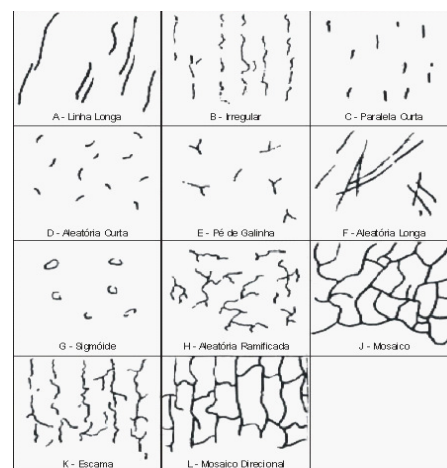 A - Linha Longa
B - Irregular
C - Paralela Curta
D - Aleatória Curta
E - Pé de Galinha
F - Aleatória Longa
G - Sigmóide
H - Aleatória Ramificada
J - Mosaico
K - Escama
L - Mosaico Direcional